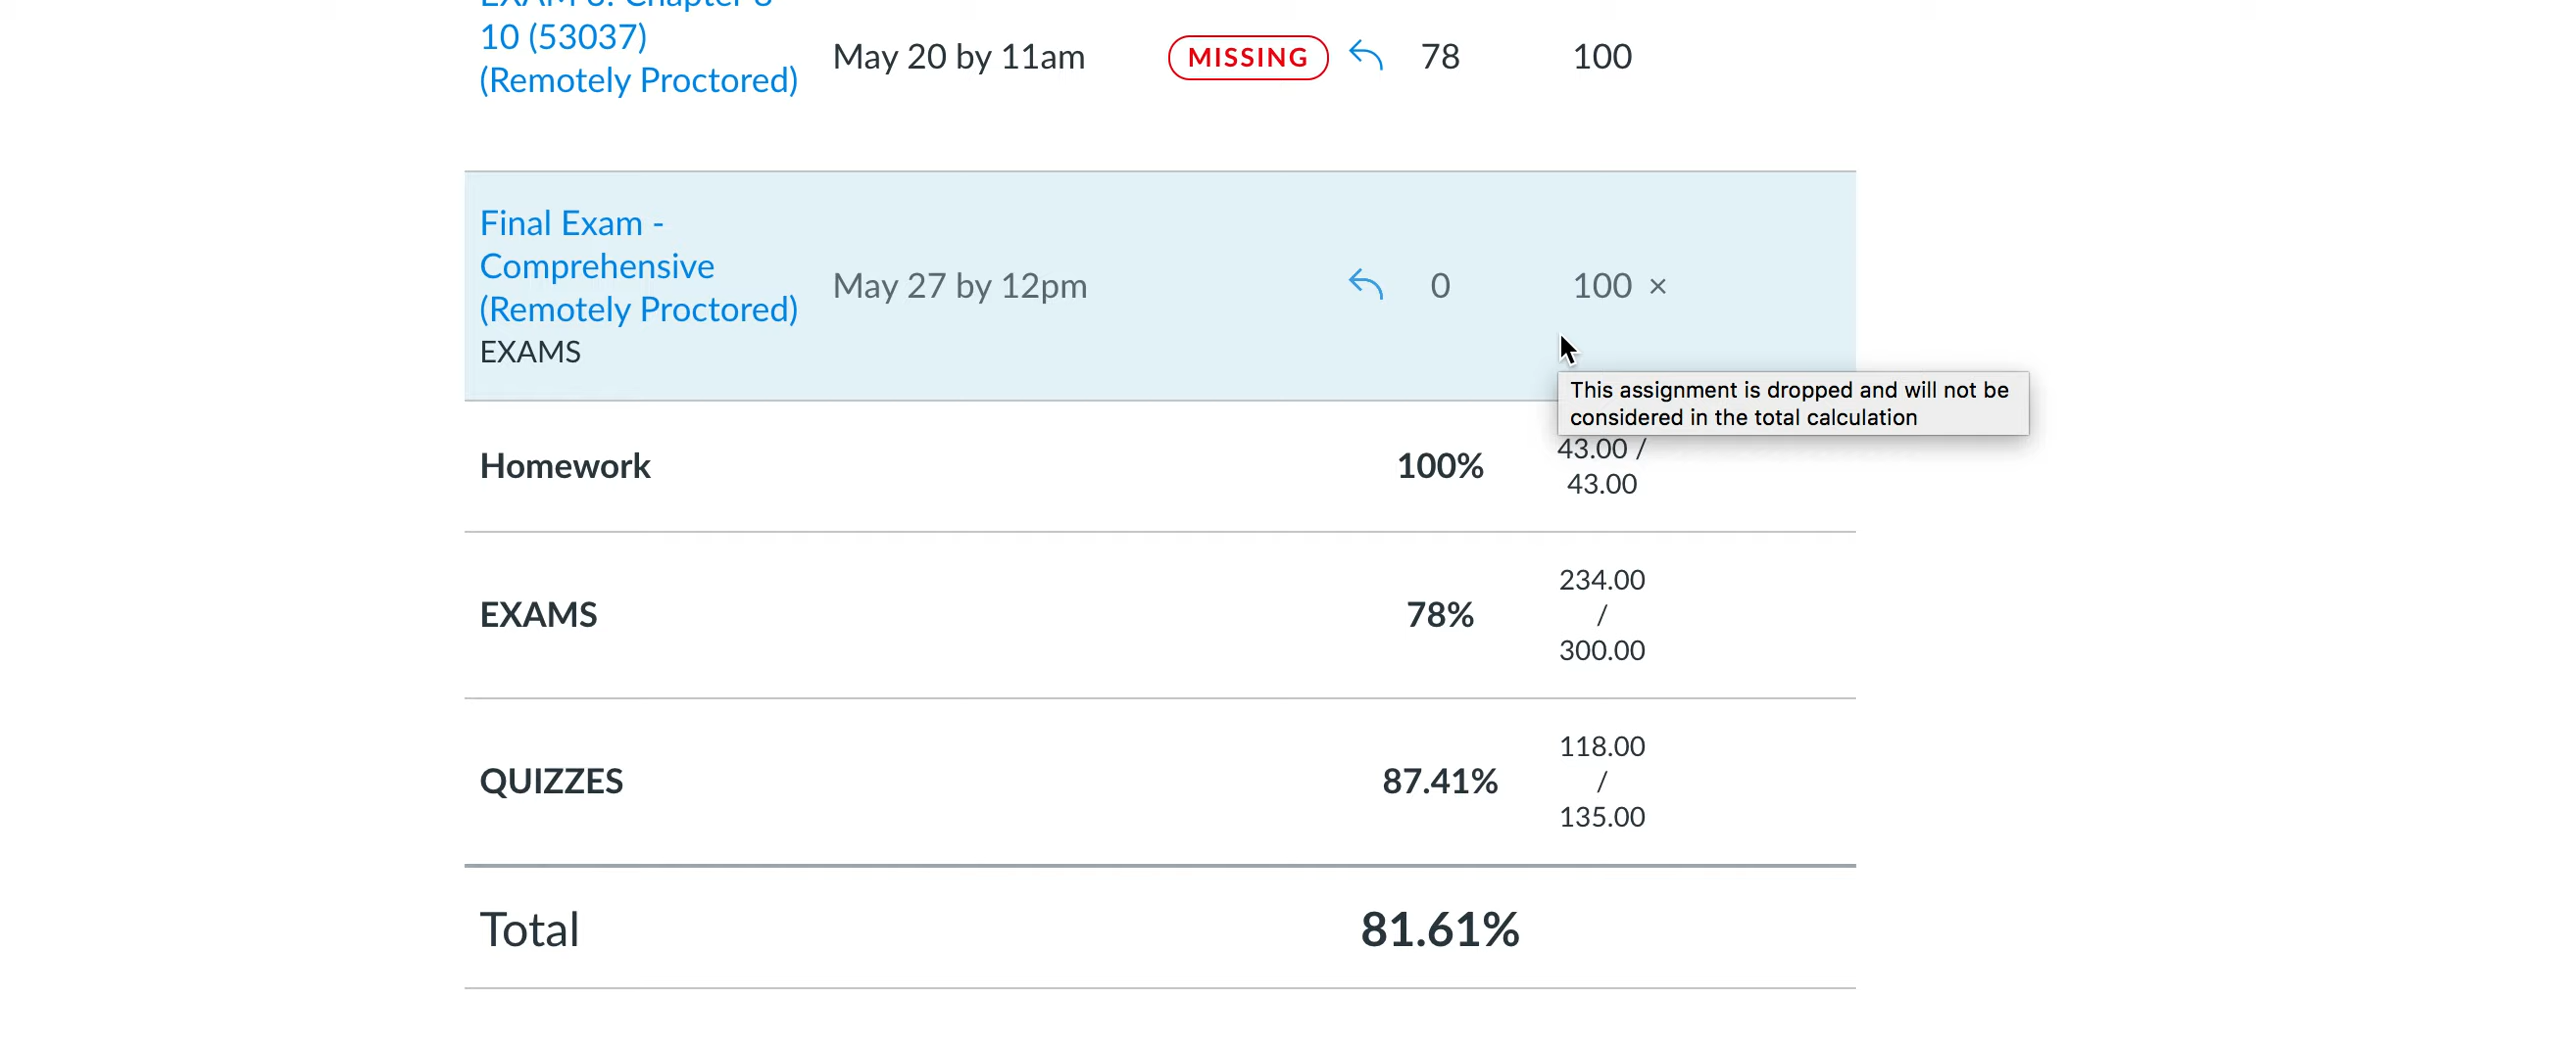 10 (53037)
(Remotely Proctored)
May 20 by 11am
MISSING
78
100
Final Exam -
Comprehensive
(Remotely Proctored)
EXAMS
May 27 by 12pm
0
100 ×
This assignment is dropped and will not be
considered in the total calculation
Homework
100%
43.00 /
43.00
EXAMS
78%
234.00
/
300.00
QUIZZES
87.41%
118.00
/
135.00
Total
81.61%